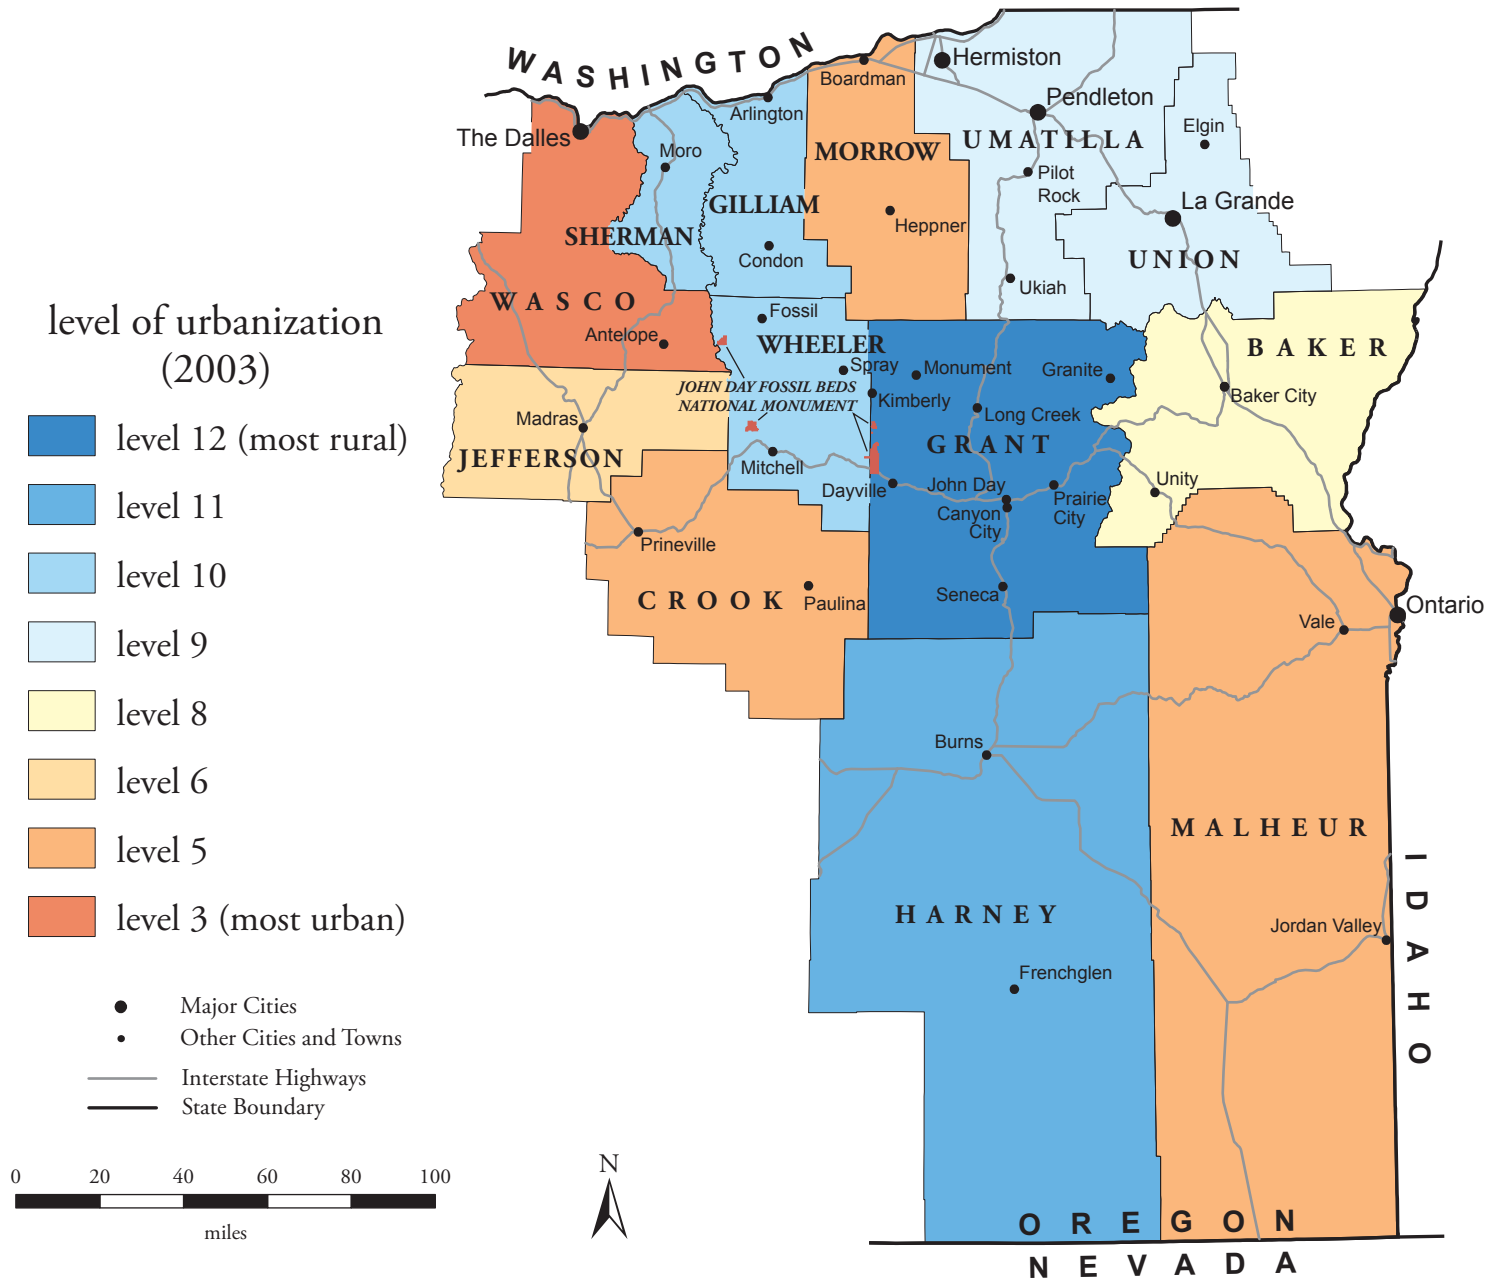 WASHINGTON
Hermiston
Boardman
Pendleton
Arlington
The Dalles
Elgin
UMATILLA
Moro
MORROW
Pilot
Rock
La Grande
GILLIAM
Heppner
SHERMAN
Condon
UNION
Ukiah
WASCO
Fossil
level of urbanization
(2003)
Antelope
WHEELER
BAKER
Spray
Monument
Granite
JOHN DAY FOSSIL BEDS
NATIONAL MONUMENT
Kimberly
Baker City
Long Creek
Madras
GRANT
JEFFERSON
Mitchell
Unity
Dayville
John Day
Prairie
City
Canyon
City
Prineville
CROOK
Paulina
Seneca
Ontario
Vale
Burns
MALHEUR
IDAHO
HARNEY
Jordan Valley
Frenchglen
level 12 (most rural)
level 11
level 10
level 9
level 8
level 6
level 5
level 3 (most urban)
Major Cities
Other Cities and Towns
Interstate Highways
State Boundary
0 20 40 60 80 100
miles
N
OREGON
NEVADA